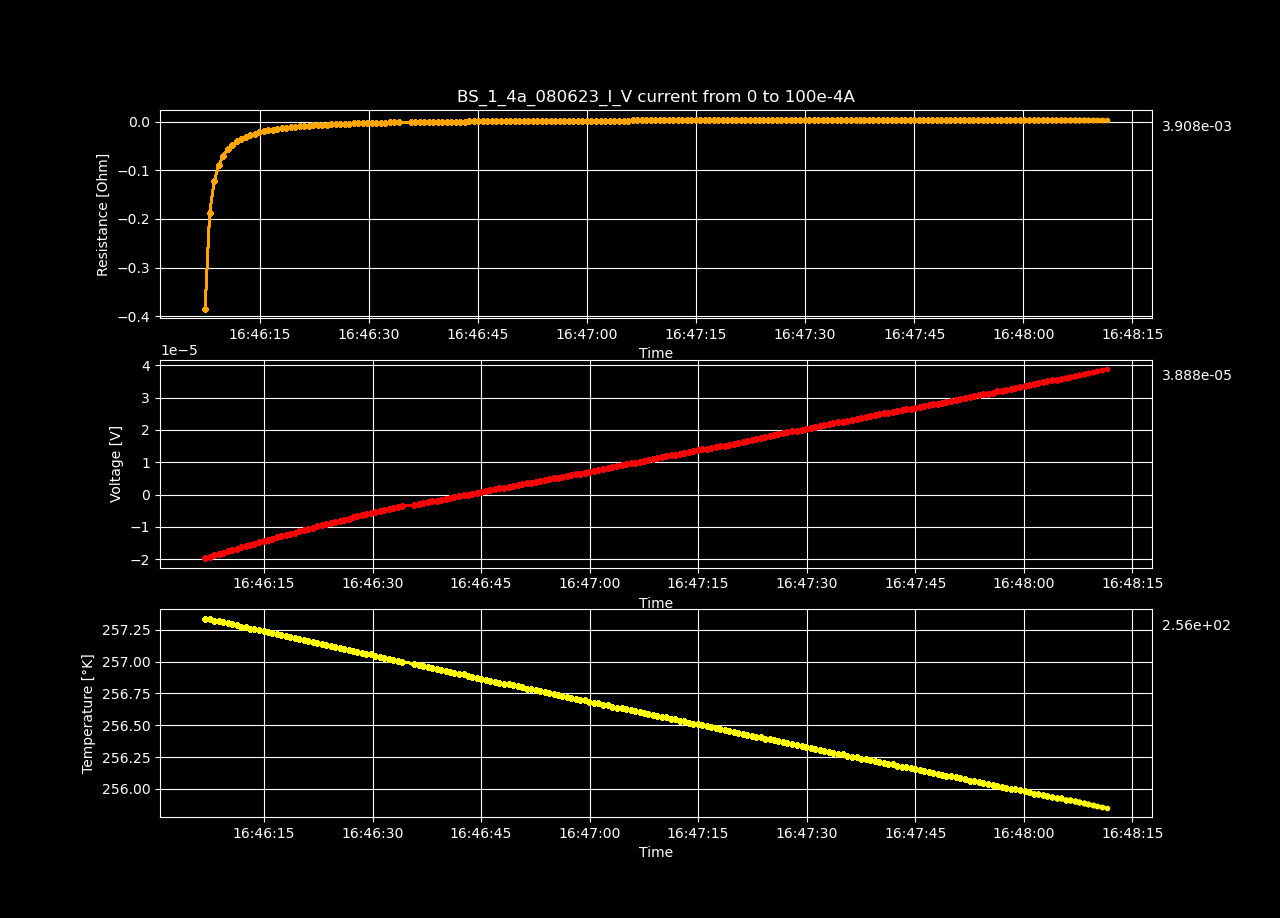 BS_1_4a_080623_I_V current from 0 to 100e-4A
Resistance [Ohm]
0.0
−0.1
−0.2
−0.3
−0.4
3.908e-03
16:46:15 16:46:30 16:46:45 16:47:00 16:47:15 16:47:30 16:47:45 16:48:00 16:48:15
Time
1e−5
Voltage [V]
4
3
2
1
0
−1
−2
3.888e-05
16:46:15 16:46:30 16:46:45 16:47:00 16:47:15 16:47:30 16:47:45 16:48:00 16:48:15
Time
Temperature [°K]
257.25
257.00
256.75
256.50
256.25
256.00
2.56e+02
16:46:15 16:46:30 16:46:45 16:47:00 16:47:15 16:47:30 16:47:45 16:48:00 16:48:15
Time